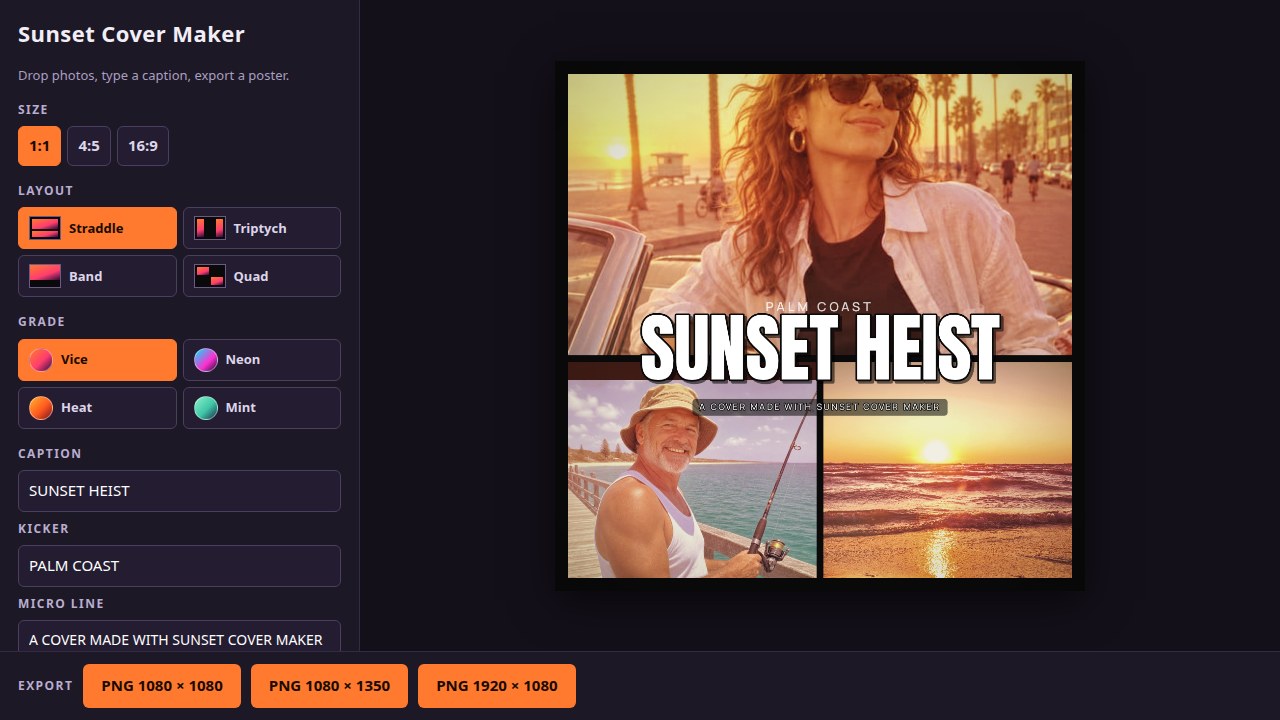 Sunset Cover Maker
Drop photos, type a caption, export a poster.
SIZE
1:1
4:5
16:9
LAYOUT
Straddle
Triptych
Band
Quad
GRADE
Vice
Neon
Heat
Mint
CAPTION
SUNSET HEIST
KICKER
PALM COAST
MICRO LINE
A COVER MADE WITH SUNSET COVER MAKER
PALM COAST
SUNSET HEIST
A COVER MADE WITH SUNSET COVER MAKER
EXPORT
PNG 1080 × 1080
PNG 1080 × 1350
PNG 1920 × 1080